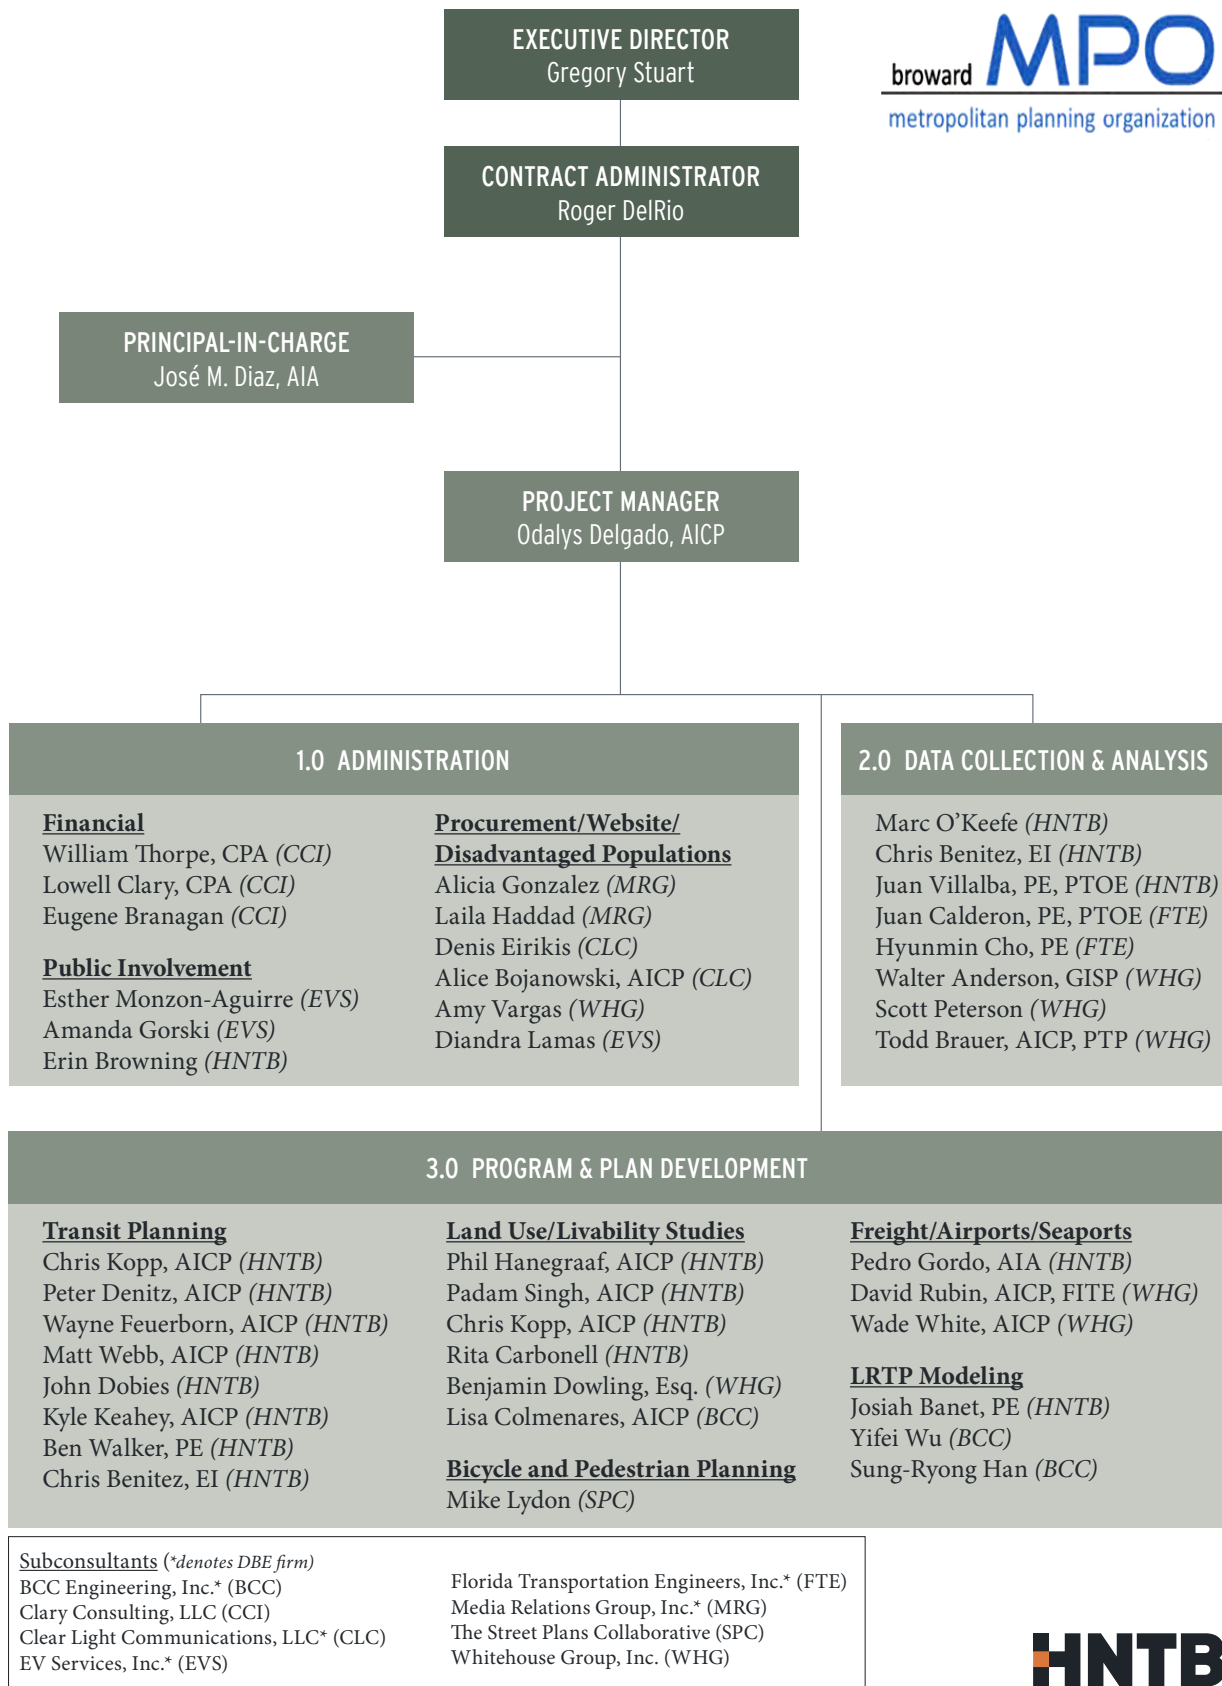 EXECUTIVE DIRECTOR
Gregory Stuart
broward MPO
metropolitan planning organization
CONTRACT ADMINISTRATOR
Roger DelRio
PRINCIPAL-IN-CHARGE
José M. Diaz, AIA
PROJECT MANAGER
Odalys Delgado, AICP
1.0 ADMINISTRATION
Financial
William Thorpe, CPA (CCI)
Lowell Clary, CPA (CCI)
Eugene Branagan (CCI)
Public Involvement
Esther Monzon-Aguirre (EVS)
Amanda Gorski (EVS)
Erin Browning (HNTB)
Procurement/Website/
Disadvantaged Populations
Alicia Gonzalez (MRG)
Laila Haddad (MRG)
Denis Eirikis (CLC)
Alice Bojanowski, AICP (CLC)
Amy Vargas (WHG)
Diandra Lamas (EVS)
2.0 DATA COLLECTION & ANALYSIS
Marc O'Keefe (HNTB)
Chris Benitez, EI (HNTB)
Juan Villalba, PE, PTOE (HNTB)
Juan Calderon, PE, PTOE (FTE)
Hyunmin Cho, PE (FTE)
Walter Anderson, GISP (WHG)
Scott Peterson (WHG)
Todd Brauer, AICP, PTP (WHG)
3.0 PROGRAM & PLAN DEVELOPMENT
Transit Planning
Chris Kopp, AICP (HNTB)
Peter Denitz, AICP (HNTB)
Wayne Feuerborn, AICP (HNTB)
Matt Webb, AICP (HNTB)
John Dobies (HNTB)
Kyle Keahey, AICP (HNTB)
Ben Walker, PE (HNTB)
Chris Benitez, EI (HNTB)
Land Use/Livability Studies
Phil Hanegraaf, AICP (HNTB)
Padam Singh, AICP (HNTB)
Chris Kopp, AICP (HNTB)
Rita Carbonell (HNTB)
Benjamin Dowling, Esq. (WHG)
Lisa Colmenares, AICP (BCC)
Bicycle and Pedestrian Planning
Mike Lydon (SPC)
Freight/Airports/Seaports
Pedro Gordo, AIA (HNTB)
David Rubin, AICP, FITE (WHG)
Wade White, AICP (WHG)
LRTP Modeling
Josiah Banet, PE (HNTB)
Yifei Wu (BCC)
Sung-Ryong Han (BCC)
Subconsultants (*denotes DBE firm)
BCC Engineering, Inc.* (BCC)
Clary Consulting, LLC (CCI)
Clear Light Communications, LLC* (CLC)
EV Services, Inc.* (EVS)
Florida Transportation Engineers, Inc.* (FTE)
Media Relations Group, Inc.* (MRG)
The Street Plans Collaborative (SPC)
Whitehouse Group, Inc. (WHG)
HNTB